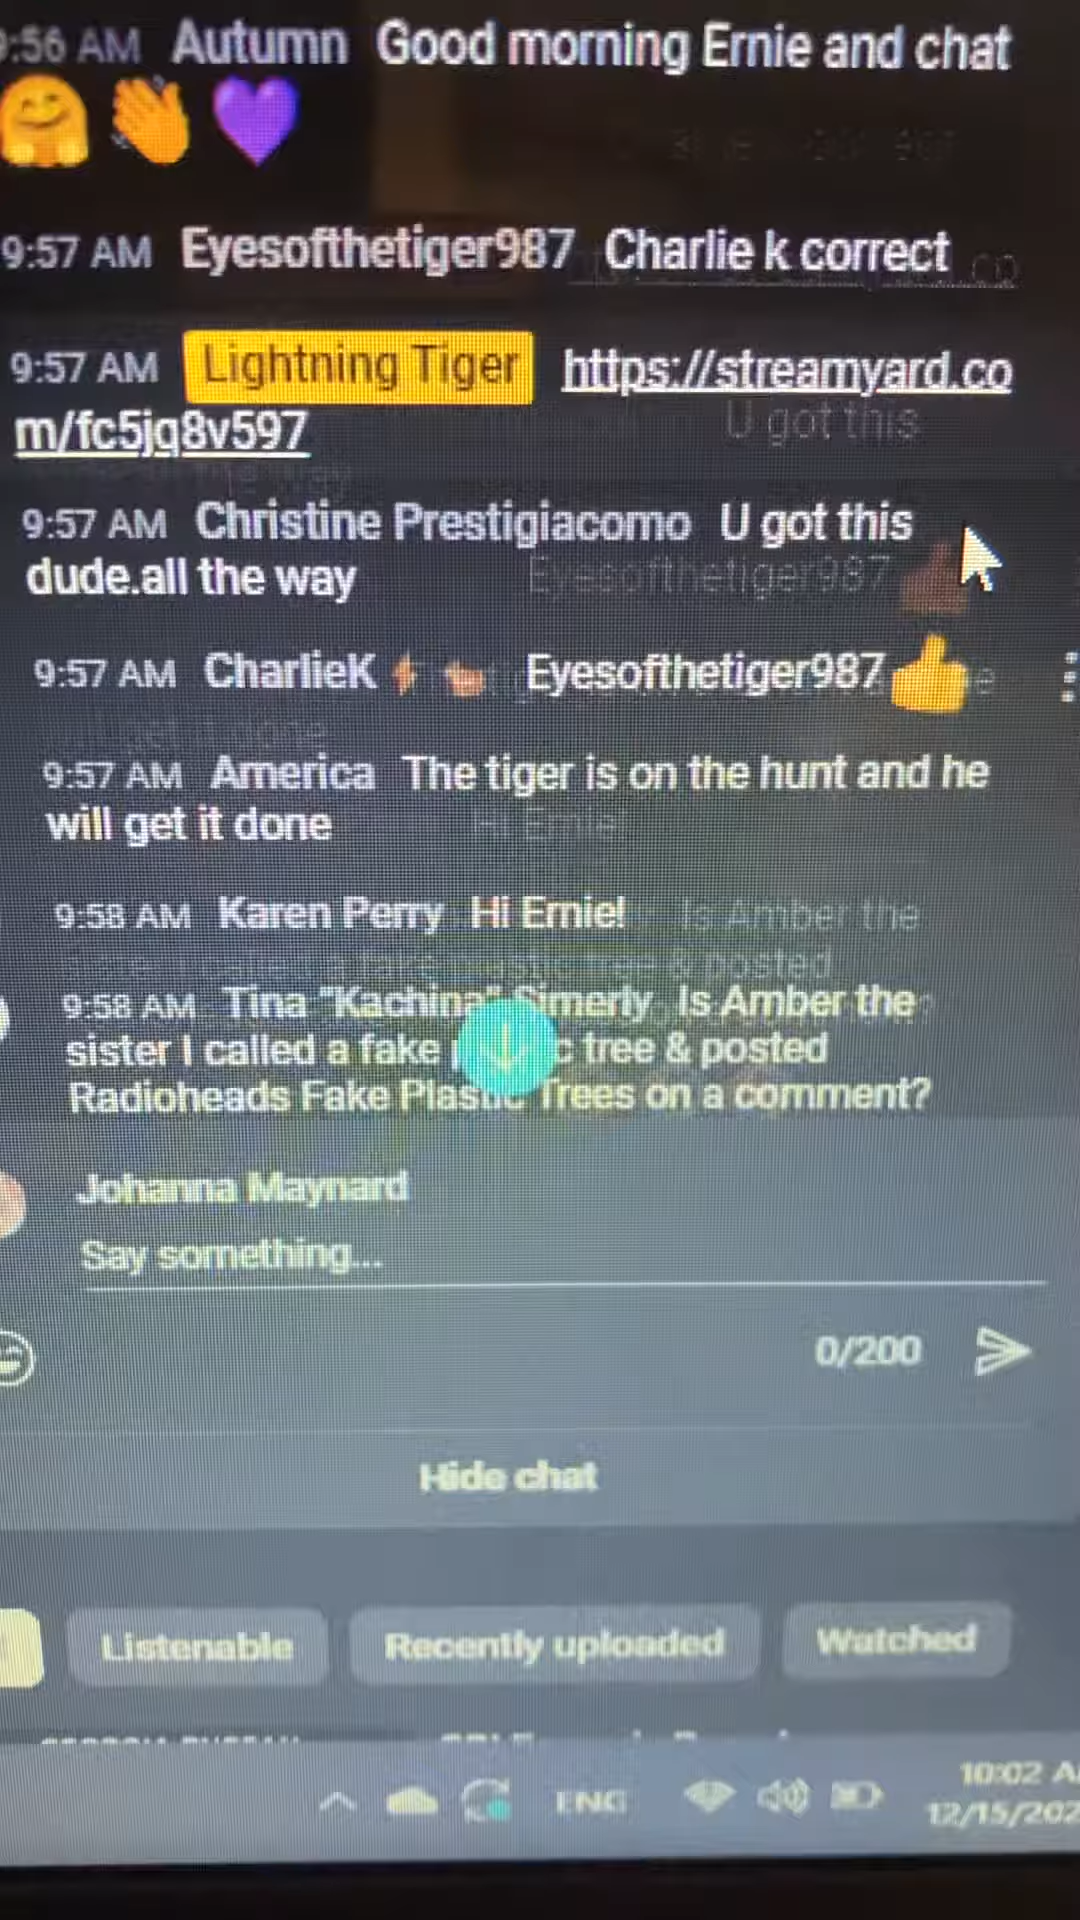 9:56 AM Autumn Good morning Ernie and chat
9:57 AM Eyesofthetiger987 Charlie k correct
9:57 AM Lightning Tiger https://streamyard.co
m/fc5jq8v597
9:57 AM Christine Prestigiacomo U got this
dude.all the way
9:57 AM CharlieK Eyesofthetiger987
9:57 AM America The tiger is on the hunt and he
will get it done
9:58 AM Karen Perry Hi Ernie!
9:58 AM Tina "Kachina" Simerly Is Amber the
sister I called a fake tree & posted
Radioheads Fake Plastic Trees on a comment?
Johanna Maynard
Say something...
0/200
Hide chat
Listenable
Recently uploaded
Watched
ENG
10:02 A
12/15/202